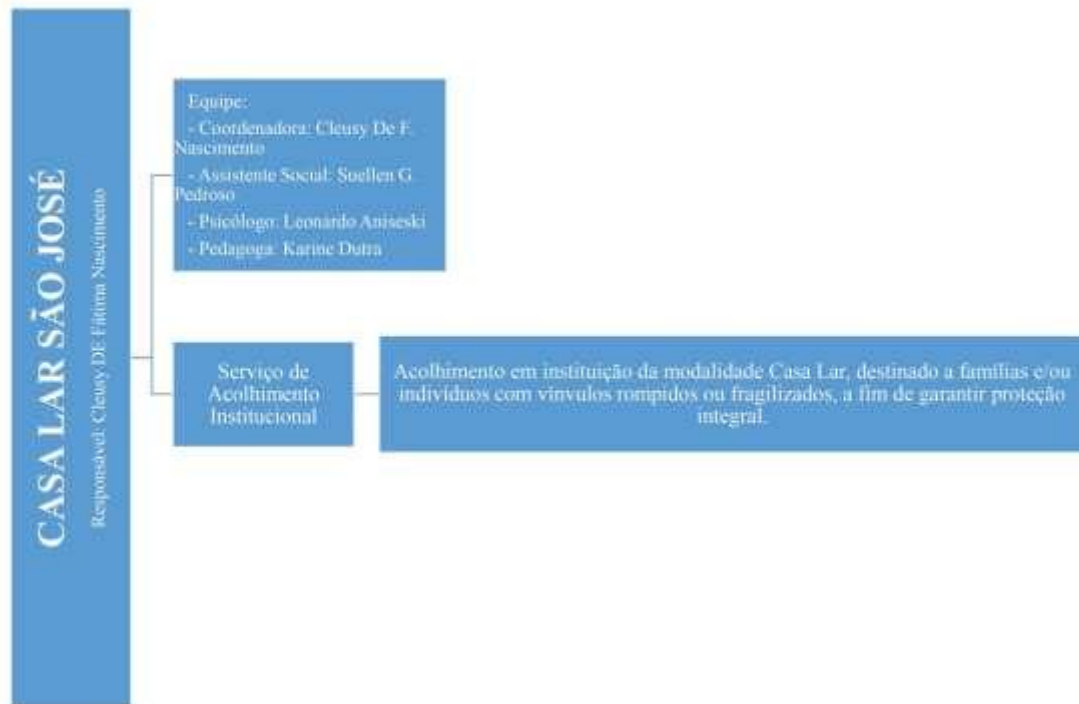 CASA LAR SÃO JOSÉ
Responsável: Cleusy DE Fátima Nascimento
Equipe:
- Coordenadora: Cleusy De F.
Nascimento
- Assistente Social: Suellen G.
Pedroso
- Psicólogo: Leonardo Aniseski
- Pedagoga: Karine Dutra
Serviço de
Acolhimento
Institucional
Acolhimento em instituição da modalidade Casa Lar, destinado a famílias e/ou
indivíduos com vínvulos rompidos ou fragilizados, a fim de garantir proteção
integral.